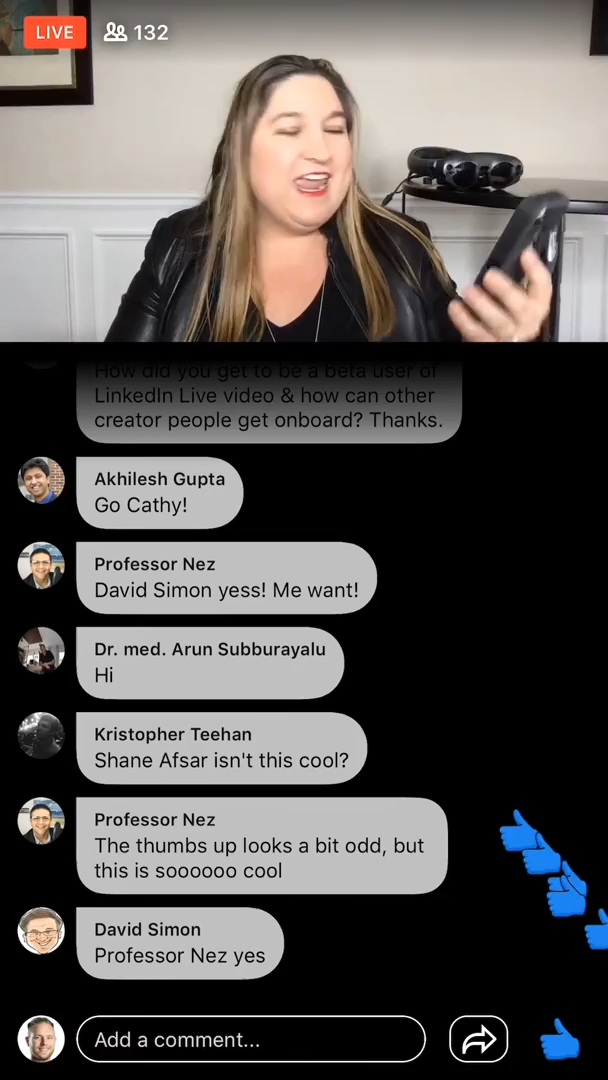 LIVE 132
How did you get to be a beta user of
LinkedIn Live video & how can other
creator people get onboard? Thanks.
Akhilesh Gupta
Go Cathy!
Professor Nez
David Simon yess! Me want!
Dr. med. Arun Subburayalu
Hi
Kristopher Teehan
Shane Afsar isn't this cool?
Professor Nez
The thumbs up looks a bit odd, but
this is soooooo cool
David Simon
Professor Nez yes
Add a comment...